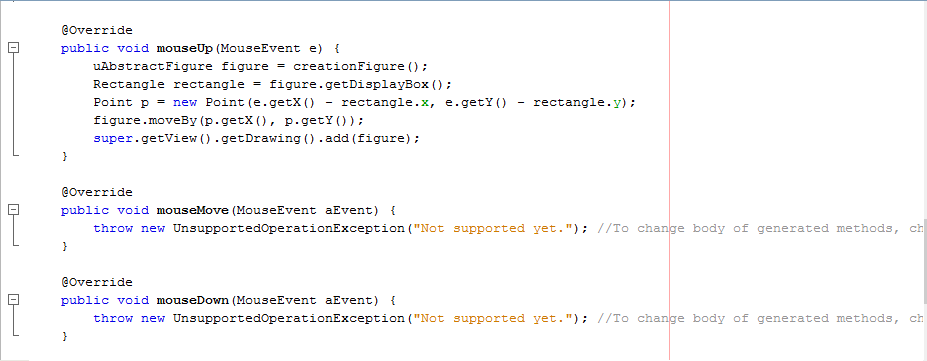 @Override
public void mouseUp(MouseEvent e) {
uAbstractFigure figure = creationFigure();
Rectangle rectangle = figure.getDisplayBox();
Point p = new Point(e.getX() - rectangle.x, e.getY() - rectangle.y);
figure.moveBy(p.getX(), p.getY());
super.getView().getDrawing().add(figure);
}
@Override
public void mouseMove(MouseEvent aEvent) {
throw new UnsupportedOperationException("Not supported yet."); //To change body of generated methods, ch
}
@Override
public void mouseDown(MouseEvent aEvent) {
throw new UnsupportedOperationException("Not supported yet."); //To change body of generated methods, ch
}